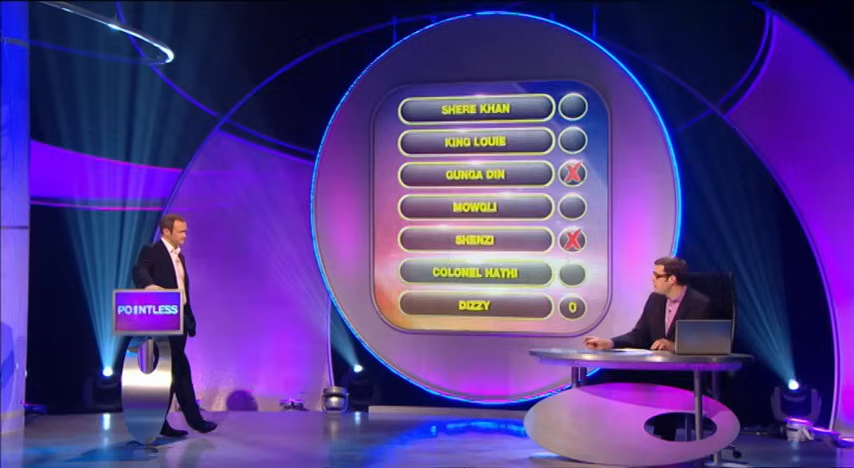 SHERE KHAN
KING LOUIE
GUNGA DIN X
MOWGLI
SHENZI X
COLONEL HATHI
DIZZY 0
POINTLESS